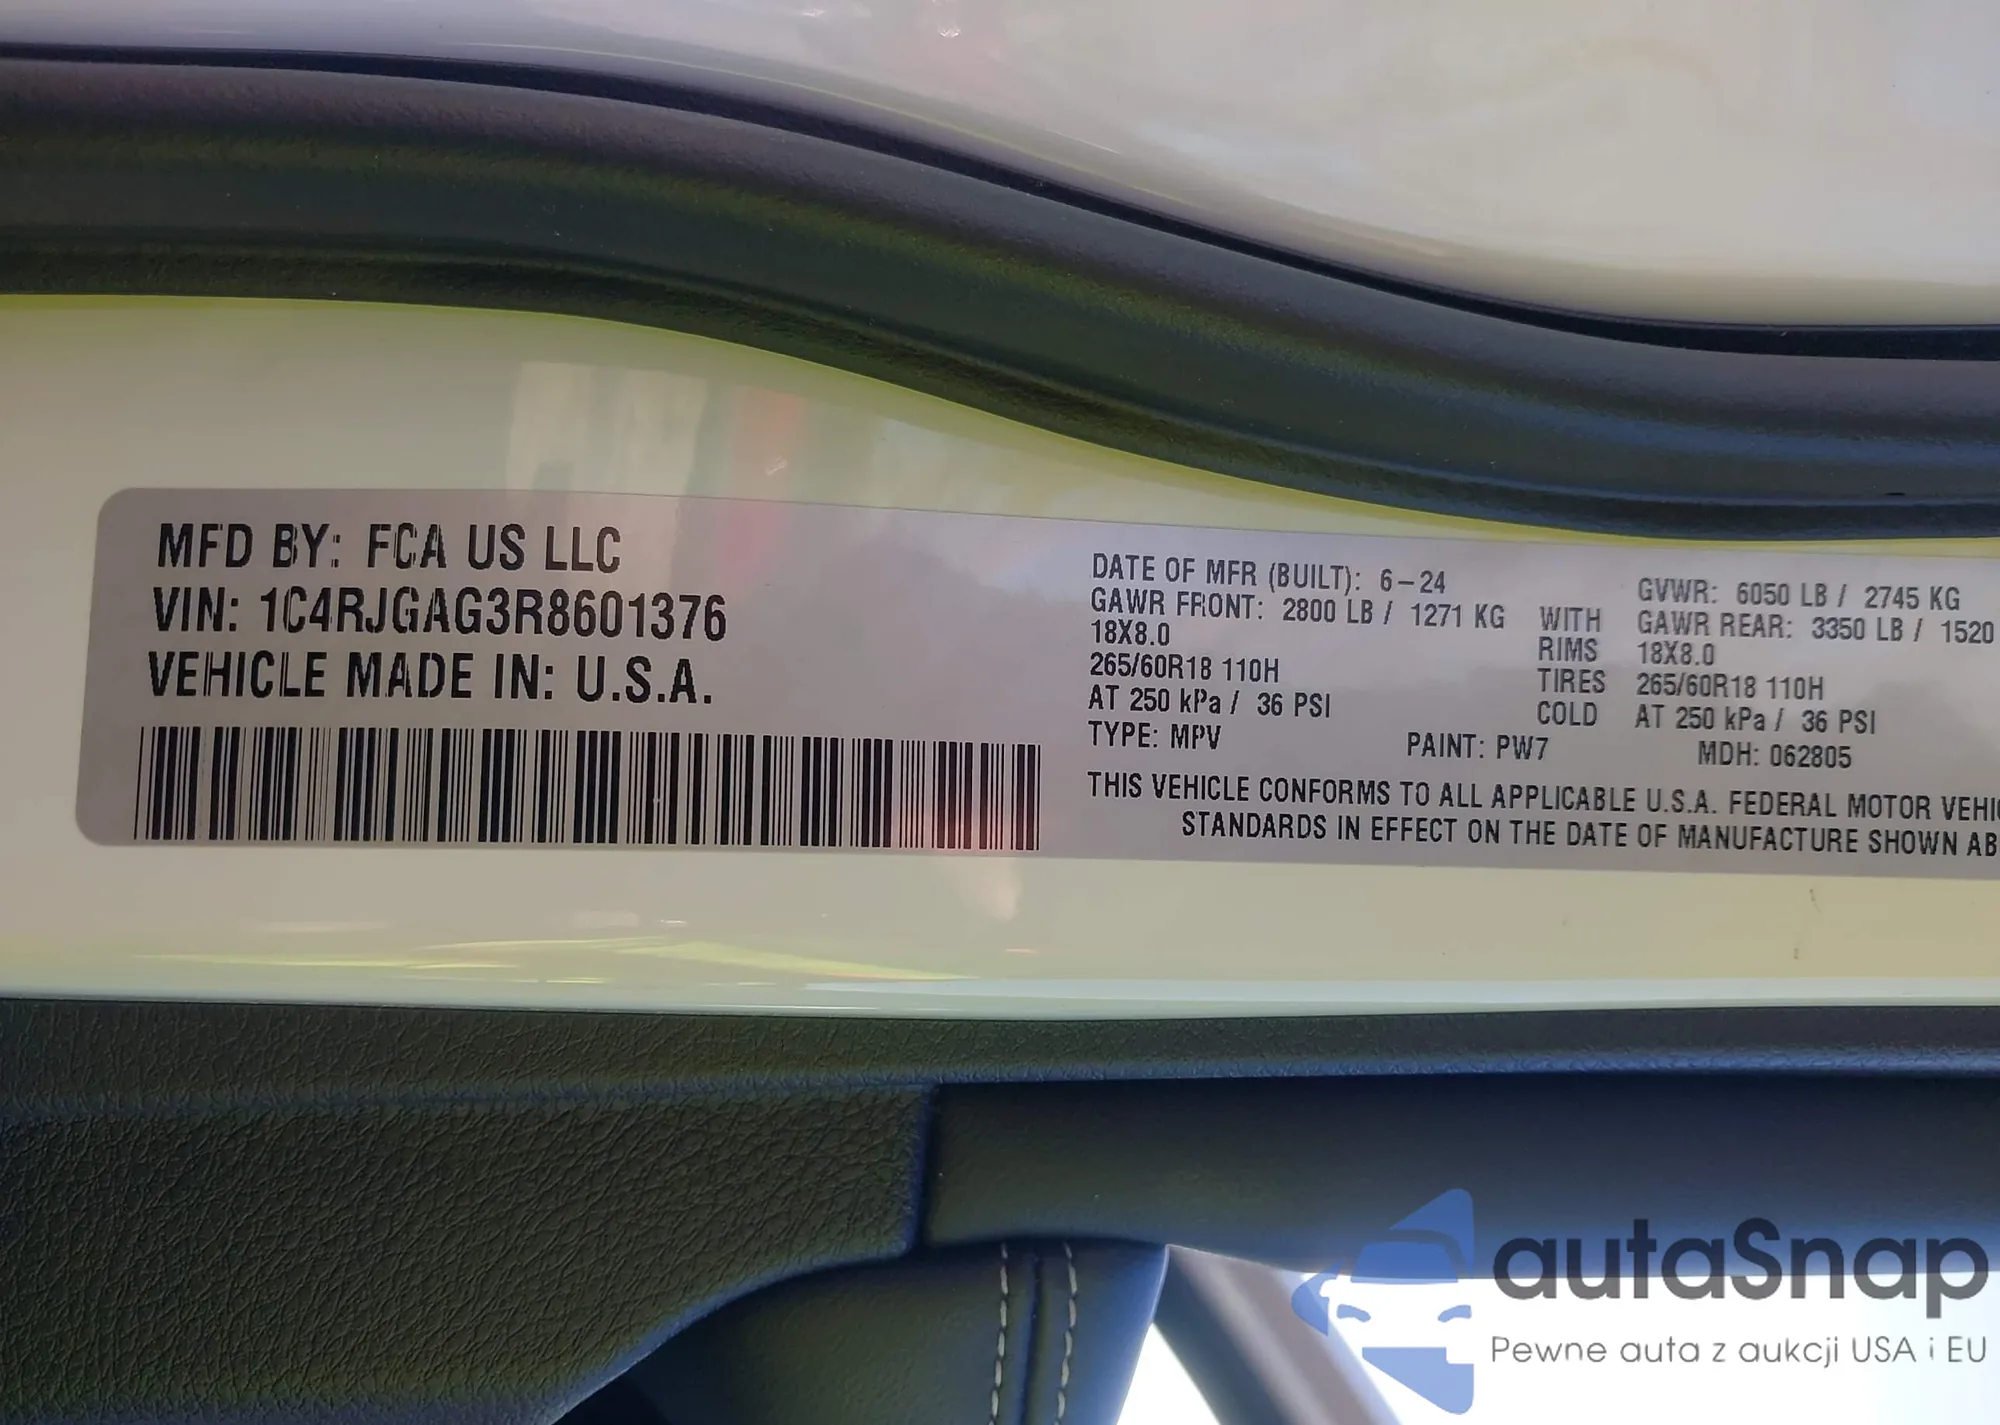 MFD BY: FCA US LLC
VIN: 1C4RJGAG3R8601376
VEHICLE MADE IN: U.S.A.
DATE OF MFR (BUILT): 6-24 GVWR: 6050 LB / 2745 KG
GAWR FRONT: 2800 LB / 1271 KG WITH GAWR REAR: 3350 LB / 1520
18X8.0 RIMS 18X8.0
265/60R18 110H TIRES 265/60R18 110H
AT 250 kPa / 36 PSI COLD AT 250 kPa / 36 PSI
TYPE: MPV PAINT: PW7 MDH: 062805
THIS VEHICLE CONFORMS TO ALL APPLICABLE U.S.A. FEDERAL MOTOR
STANDARDS IN EFFECT ON THE DATE OF MANUFACTURE SHOWN
autaSnap
Pewne auta z aukcji USA i EU